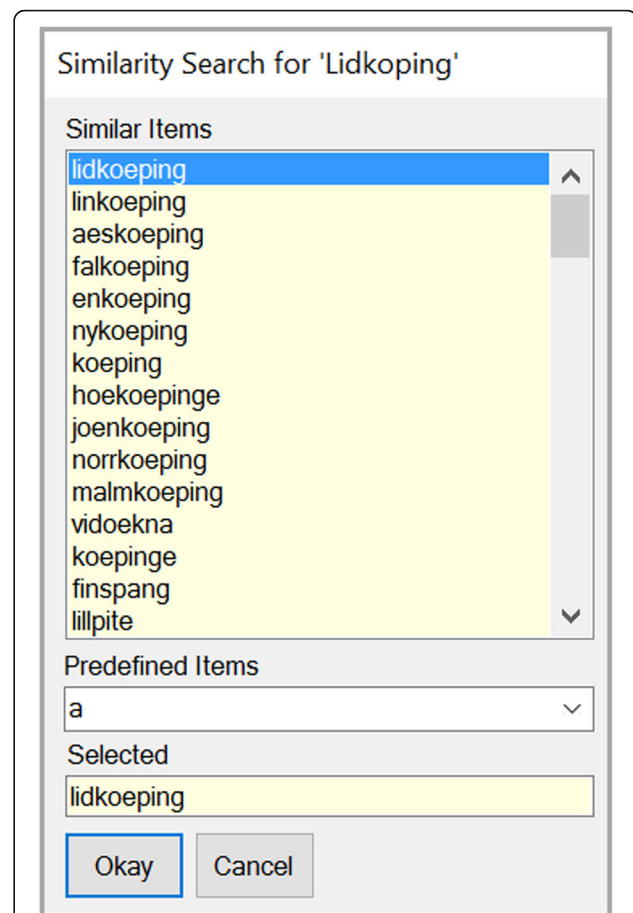 Similarity Search for 'Lidkoping'
Similar Items
lidkoeping
linkoeping
aeskoeping
falkoeping
enkoeping
nykoeping
koeping
hoekoepinge
joenkoeping
norrkoeping
malmkoeping
vidoekna
koepinge
finspang
lillpite
Predefined Items
a
Selected
lidkoeping
Okay Cancel